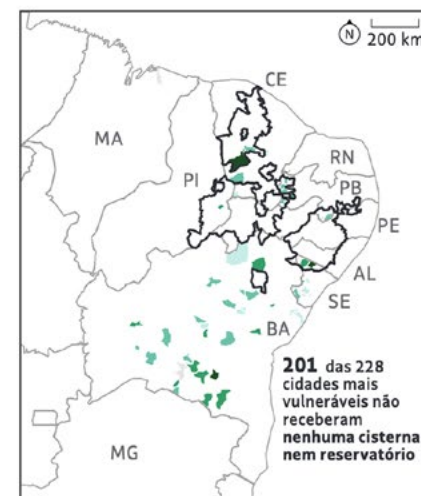 N
200 km
CE
MA
RN
PI
PB
PE
AL
SE
BA
201 das 228
cidades mais
vulneráveis não
receberam
nenhuma cisterna
nem reservatório
MG